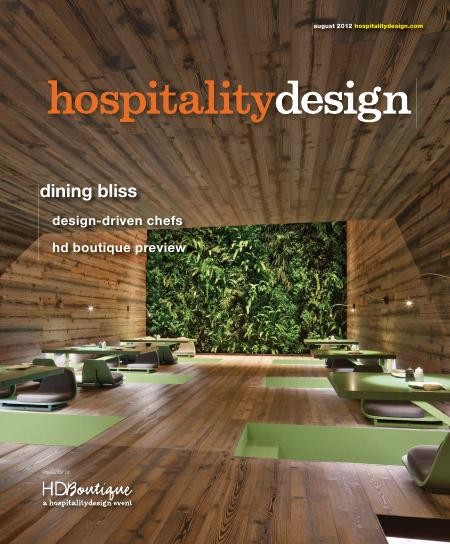 august 2012 hospitalitydesign.com
hospitalitydesign
dining bliss
design-driven chefs
hd boutique preview
HDBoutique
a hospitalitydesign event